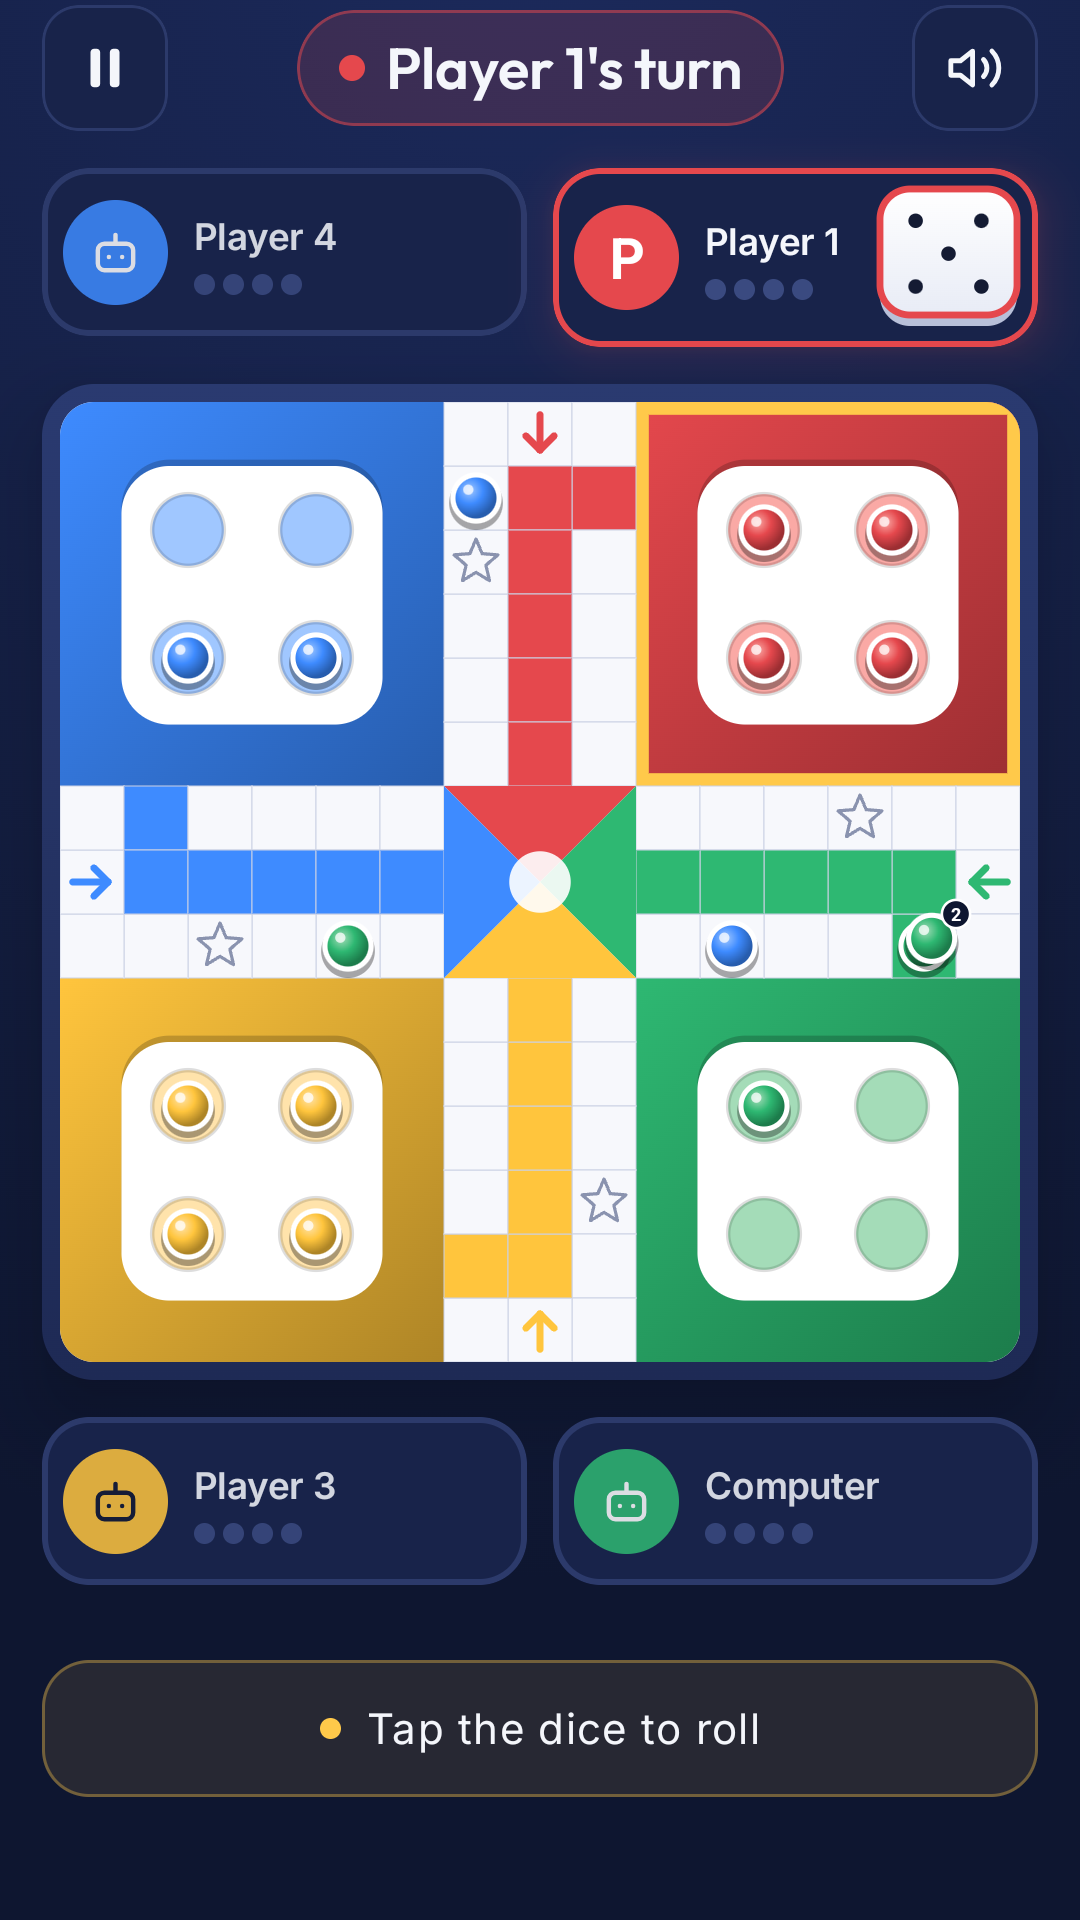 Player 1's turn
Player 4
P
Player 1
2
Player 3
Computer
Tap the dice to roll